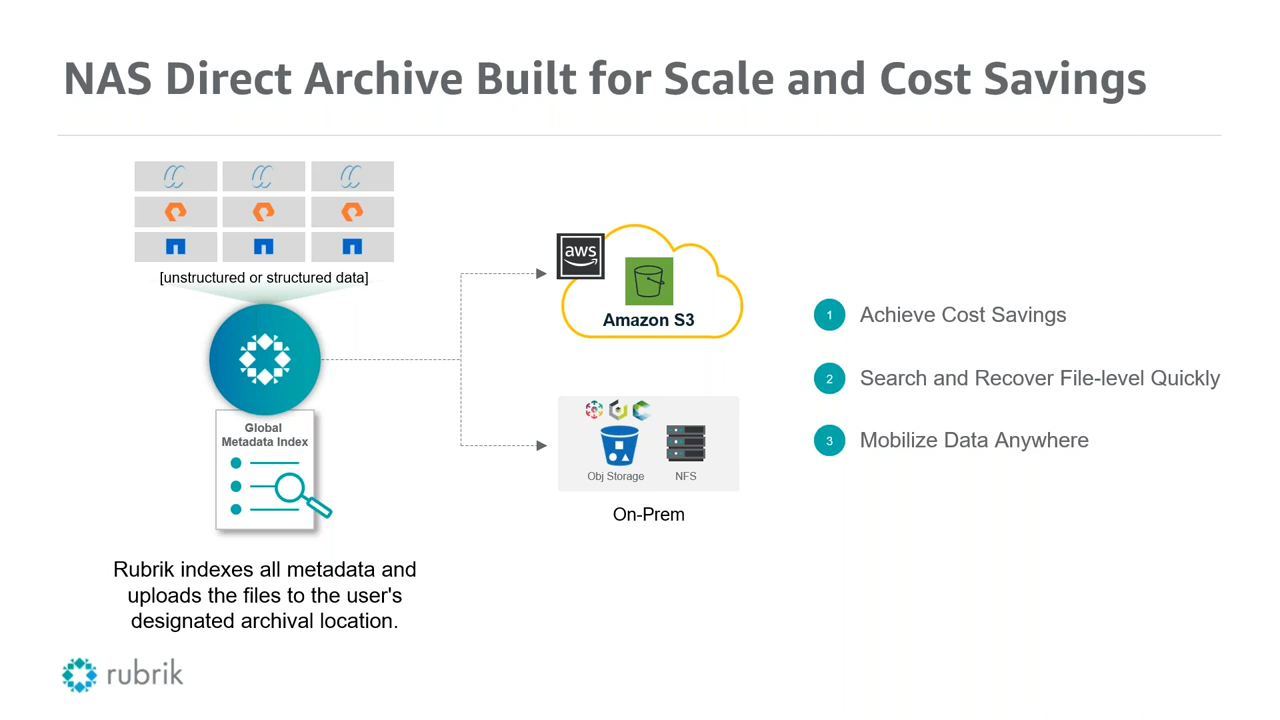 NAS Direct Archive Built for Scale and Cost Savings
[unstructured or structured data]
Global
Metadata Index
Rubrik indexes all metadata and
uploads the files to the user's
designated archival location.
aws
Amazon S3
Obj Storage
NFS
On-Prem
1 Achieve Cost Savings
2 Search and Recover File-level Quickly
3 Mobilize Data Anywhere
rubrik